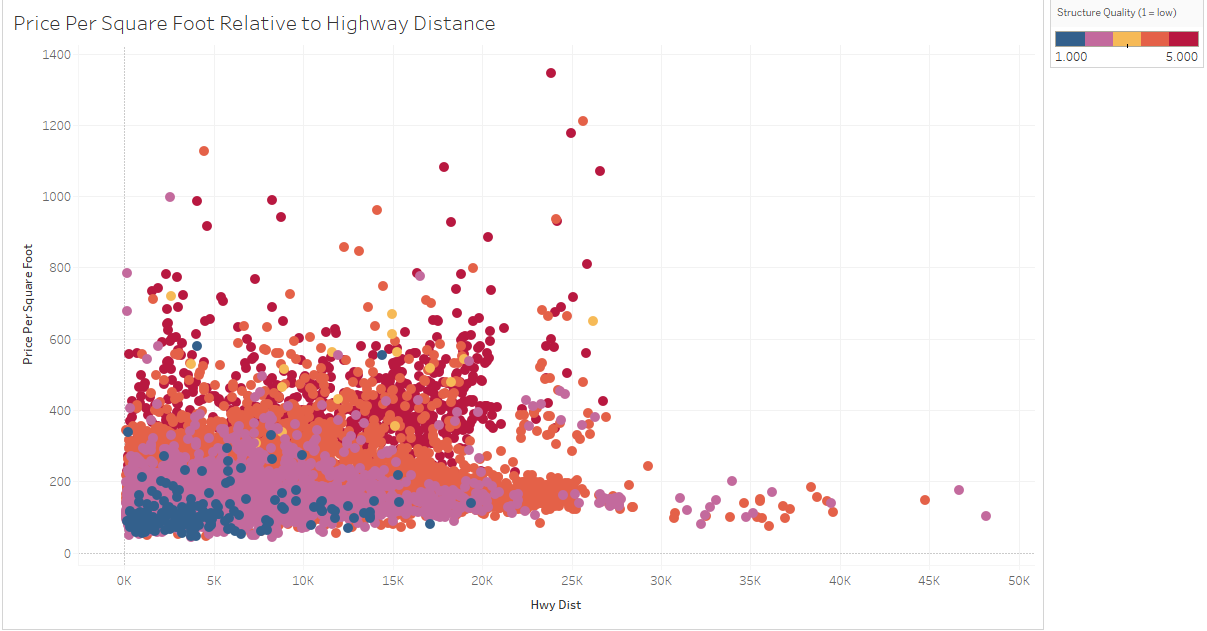 Price Per Square Foot Relative to Highway Distance
Structure Quality (1 = low)
1.000 5.000
1400
1200
1000
800
600
400
200
0
Price Per Square Foot
0K 5K 10K 15K 20K 25K 30K 35K 40K 45K 50K
Hwy Dist